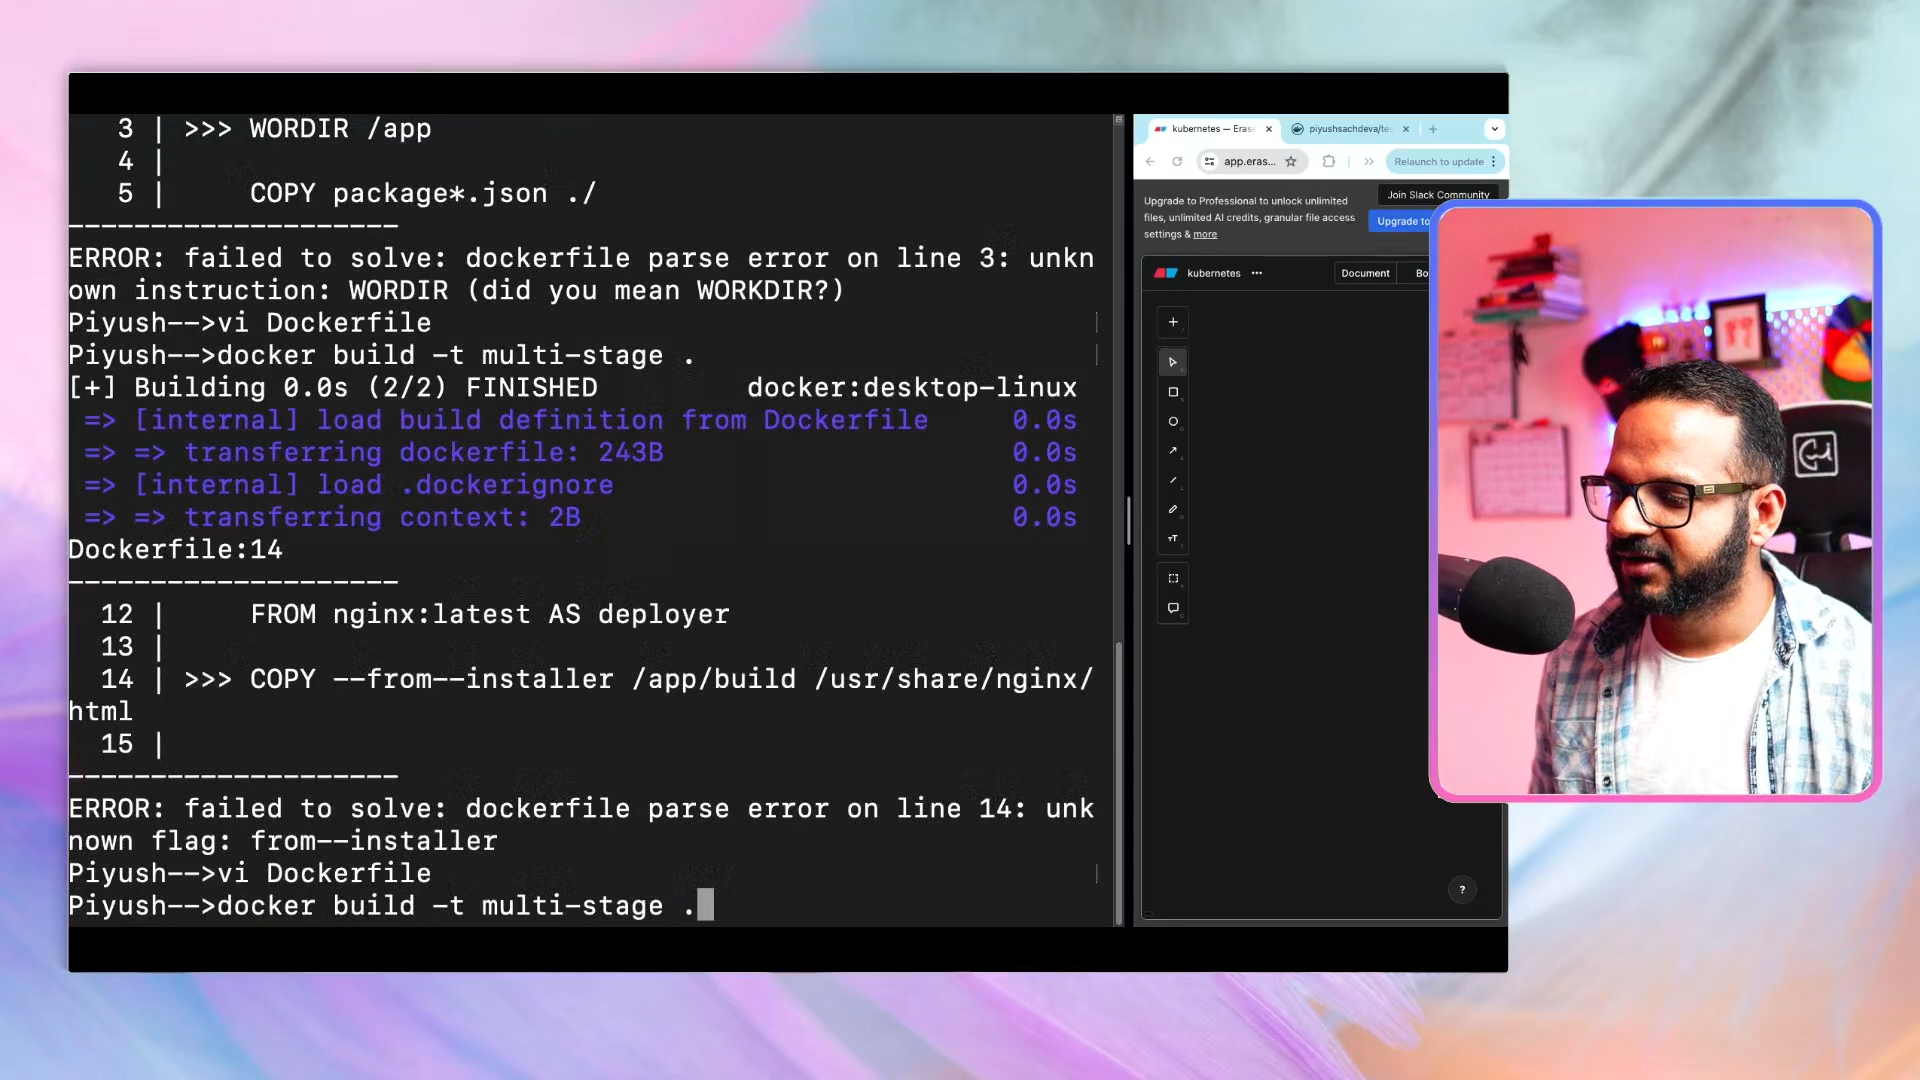 3 | >>> WORDIR /app
4 |
5 |     COPY package*.json ./
--------------------
ERROR: failed to solve: dockerfile parse error on line 3: unkn
own instruction: WORDIR (did you mean WORKDIR?)
Piyush-->vi Dockerfile
Piyush-->docker build -t multi-stage .
[+] Building 0.0s (2/2) FINISHED          docker:desktop-linux
=> [internal] load build definition from Dockerfile     0.0s
=> => transferring dockerfile: 243B     0.0s
=> [internal] load .dockerignore     0.0s
=> => transferring context: 2B     0.0s
Dockerfile:14
--------------------
12 |     FROM nginx:latest AS deployer
13 |
14 | >>> COPY --from--installer /app/build /usr/share/nginx/
html
15 |
--------------------
ERROR: failed to solve: dockerfile parse error on line 14: unk
nown flag: from--installer
Piyush-->vi Dockerfile
Piyush-->docker build -t multi-stage .
kubernetes — Eras
piyushsachdeva/te
app.eras...
Relaunch to update
Upgrade to Professional to unlock unlimited
files, unlimited AI credits, granular file access
settings & more
Join Slack Community
Upgrade to
kubernetes
Document
Bo
?